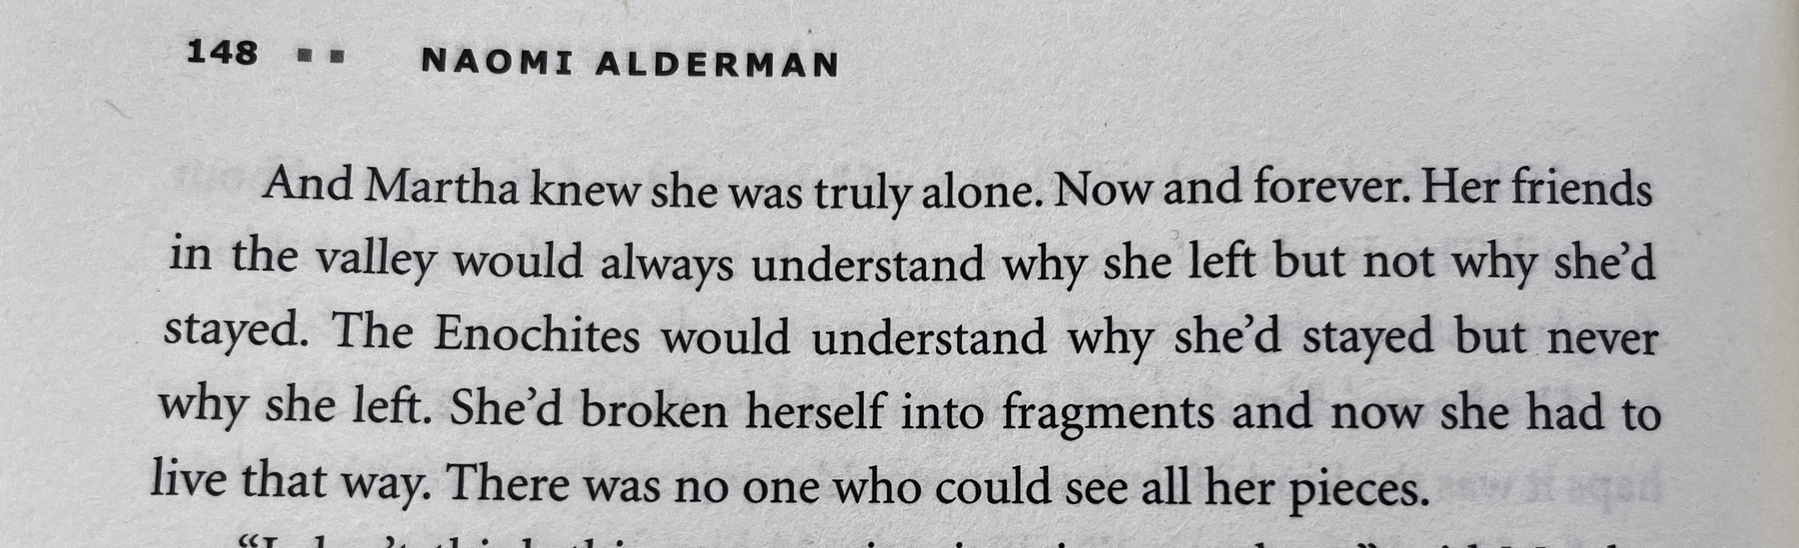 148 ▪ ▪ NAOMI ALDERMAN
And Martha knew she was truly alone. Now and forever. Her friends
in the valley would always understand why she left but not why she’d
stayed. The Enochites would understand why she’d stayed but never
why she left. She’d broken herself into fragments and now she had to
live that way. There was no one who could see all her pieces.